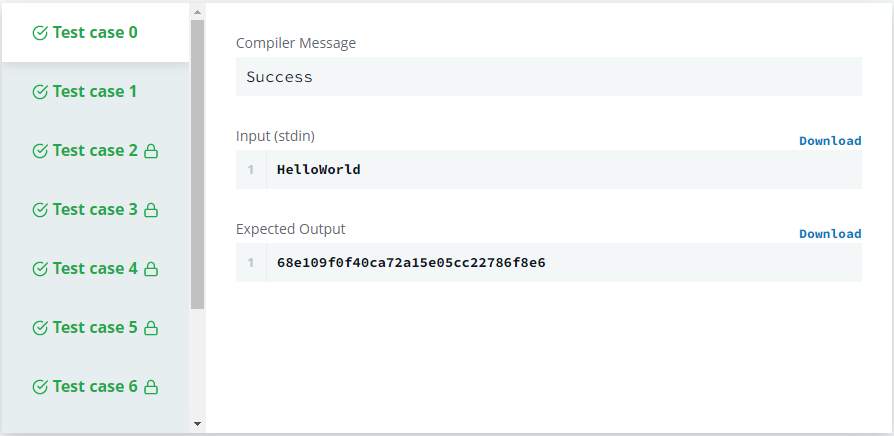 Test case 0
Test case 1
Test case 2
Test case 3
Test case 4
Test case 5
Test case 6
Compiler Message
Success
Input (stdin)
Download
1 HelloWorld
Expected Output
Download
1 68e109f0f40ca72a15e05cc22786f8e6